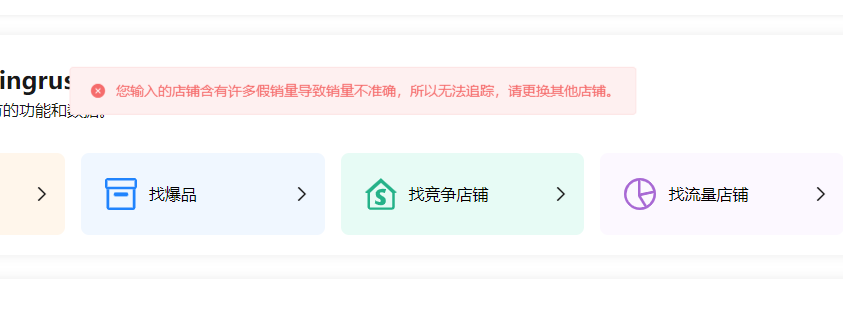 ingrus
您输入的店铺含有许多假销量导致销量不准确，所以无法追踪，请更换其他店铺。
的功能和数据。
找爆品
找竞争店铺
找流量店铺